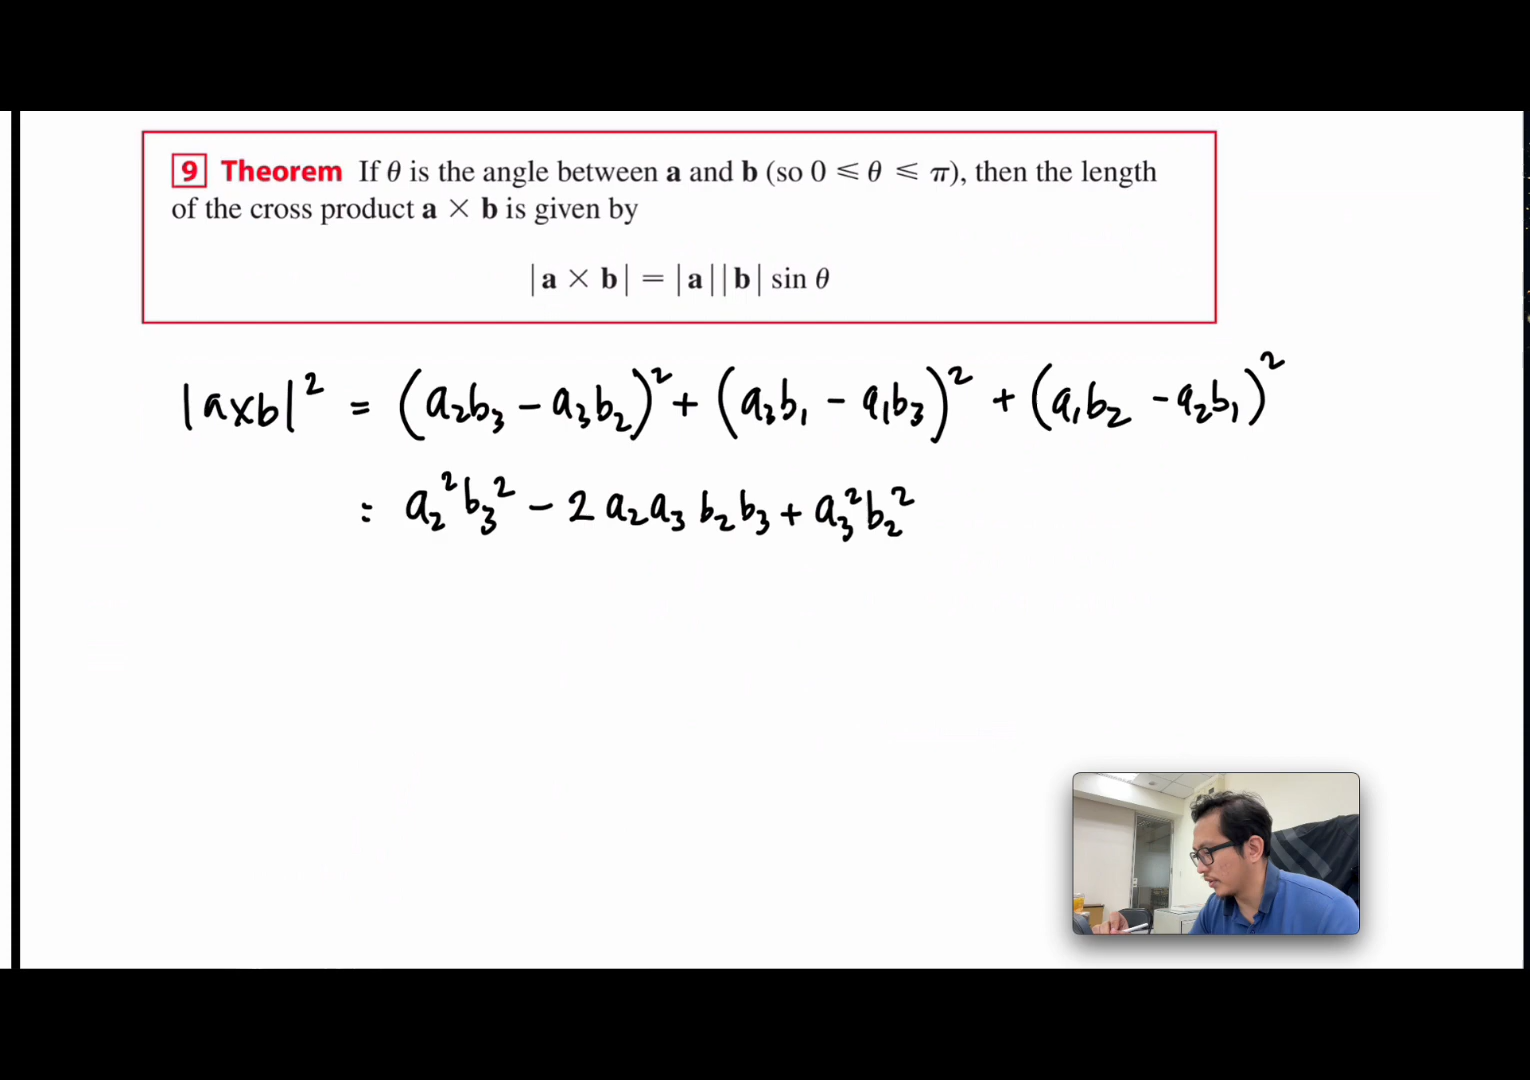 9 Theorem If θ is the angle between a and b (so 0 ⩽ θ ⩽ π), then the length
of the cross product a × b is given by
|a × b| = |a||b| sin θ
|a×b|² = (a₂b₃ − a₃b₂)² + (a₃b₁ − a₁b₃)² + (a₁b₂ − a₂b₁)²
= a₂²b₃² − 2 a₂a₃ b₂b₃ + a₃²b₂²